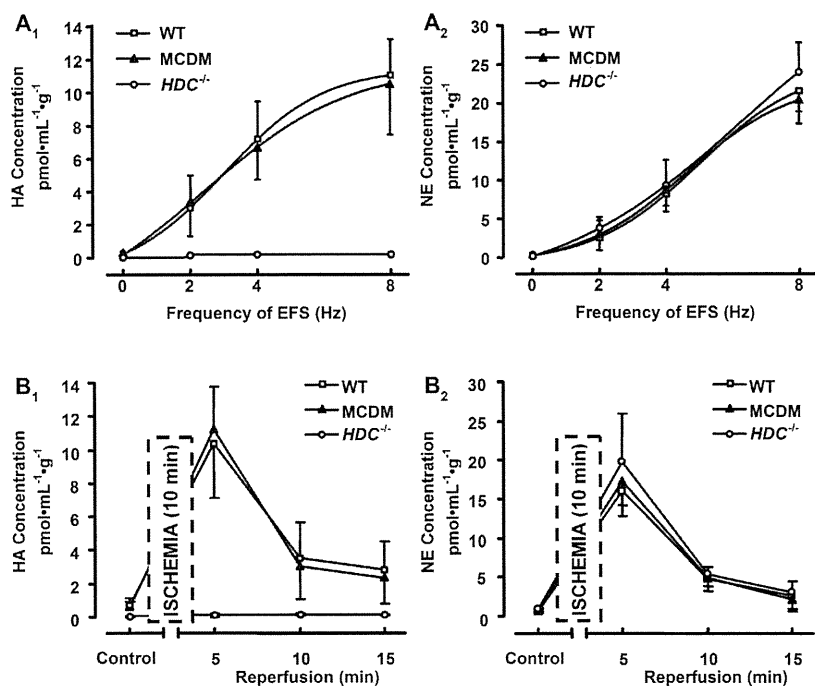 A1
WT
MCDM
HDC-/-
HA Concentration
pmol•mL-1•g-1
14
12
10
8
6
4
2
0
0 2 4 8
Frequency of EFS (Hz)
A2
WT
MCDM
HDC-/-
NE Concentration
pmol•mL-1•g-1
30
25
20
15
10
5
0
0 2 4 8
Frequency of EFS (Hz)
B1
WT
MCDM
HDC-/-
HA Concentration
pmol•mL-1•g-1
14
12
10
8
6
4
2
0
ISCHEMIA (10 min)
Control 5 10 15
Reperfusion (min)
B2
WT
MCDM
HDC-/-
NE Concentration
pmol•mL-1•g-1
30
25
20
15
10
5
0
ISCHEMIA (10 min)
Control 5 10 15
Reperfusion (min)